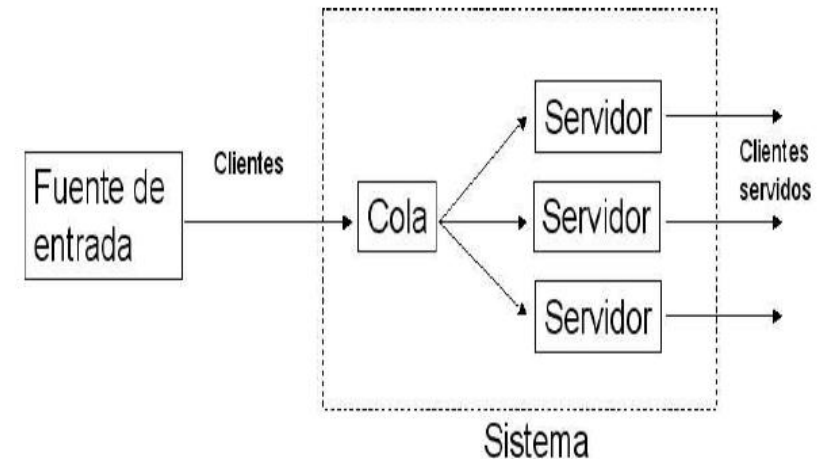 Fuente de
entrada
Clientes
Cola
Servidor
Servidor
Servidor
Clientes
servidos
Sistema